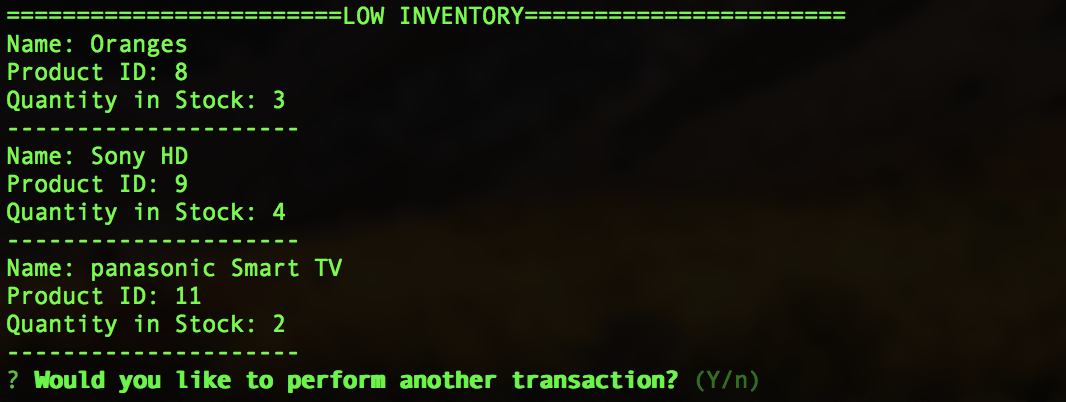 ========================LOW INVENTORY=======================
Name: Oranges
Product ID: 8
Quantity in Stock: 3
---------------------
Name: Sony HD
Product ID: 9
Quantity in Stock: 4
---------------------
Name: panasonic Smart TV
Product ID: 11
Quantity in Stock: 2
---------------------
? Would you like to perform another transaction? (Y/n)